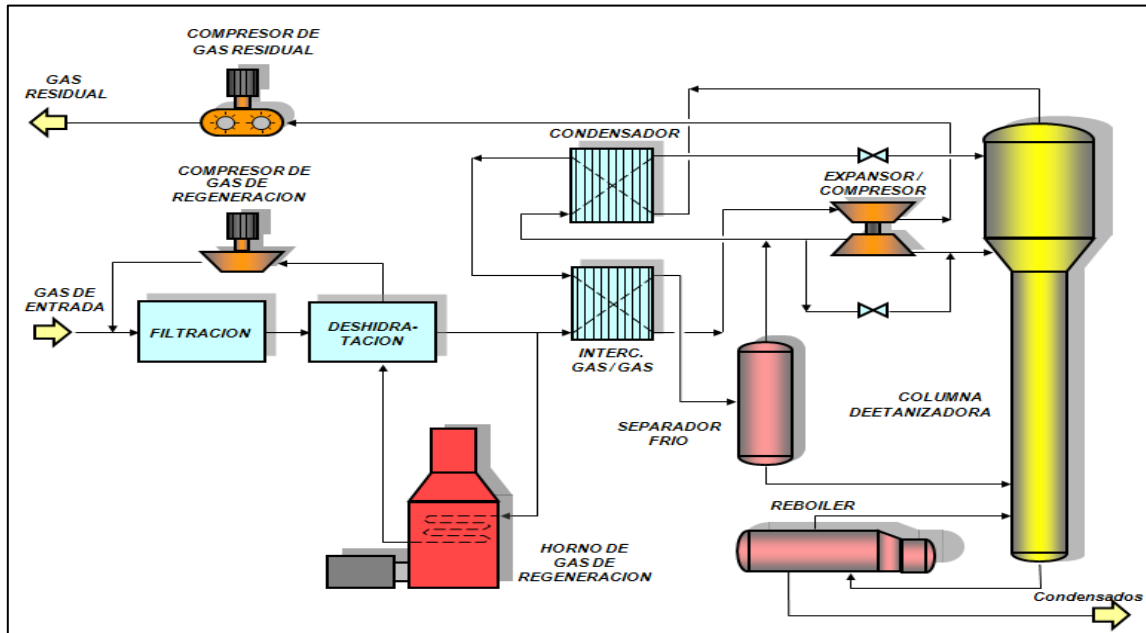 COMPRESOR DE
GAS RESIDUAL
GAS
RESIDUAL
CONDENSADOR
EXPANSOR /
COMPRESOR
COMPRESOR DE
GAS DE
REGENERACION
GAS DE
ENTRADA
FILTRACION
DESHIDRA-
TACION
INTERC.
GAS / GAS
SEPARADOR
FRIO
COLUMNA
DEETANIZADORA
HORNO DE
GAS DE
REGENERACION
REBOILER
Condensados